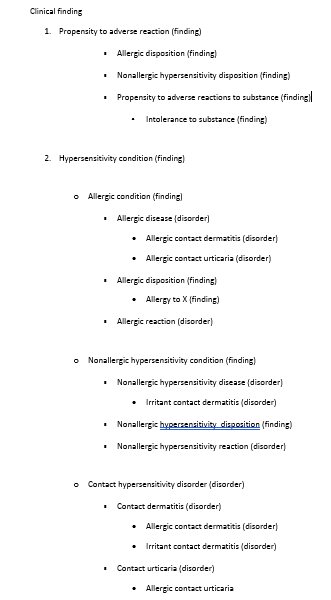 Clinical finding
1. Propensity to adverse reaction (finding)
▪ Allergic disposition (finding)
▪ Nonallergic hypersensitivity disposition (finding)
▪ Propensity to adverse reactions to substance (finding)
• Intolerance to substance (finding)
2. Hypersensitivity condition (finding)
o Allergic condition (finding)
▪ Allergic disease (disorder)
• Allergic contact dermatitis (disorder)
• Allergic contact urticaria (disorder)
▪ Allergic disposition (finding)
• Allergy to X (finding)
▪ Allergic reaction (disorder)
o Nonallergic hypersensitivity condition (finding)
▪ Nonallergic hypersensitivity disease (disorder)
• Irritant contact dermatitis (disorder)
▪ Nonallergic hypersensitivity disposition (finding)
▪ Nonallergic hypersensitivity reaction (disorder)
o Contact hypersensitivity disorder (disorder)
▪ Contact dermatitis (disorder)
• Allergic contact dermatitis (disorder)
• Irritant contact dermatitis (disorder)
▪ Contact urticaria (disorder)
• Allergic contact urticaria